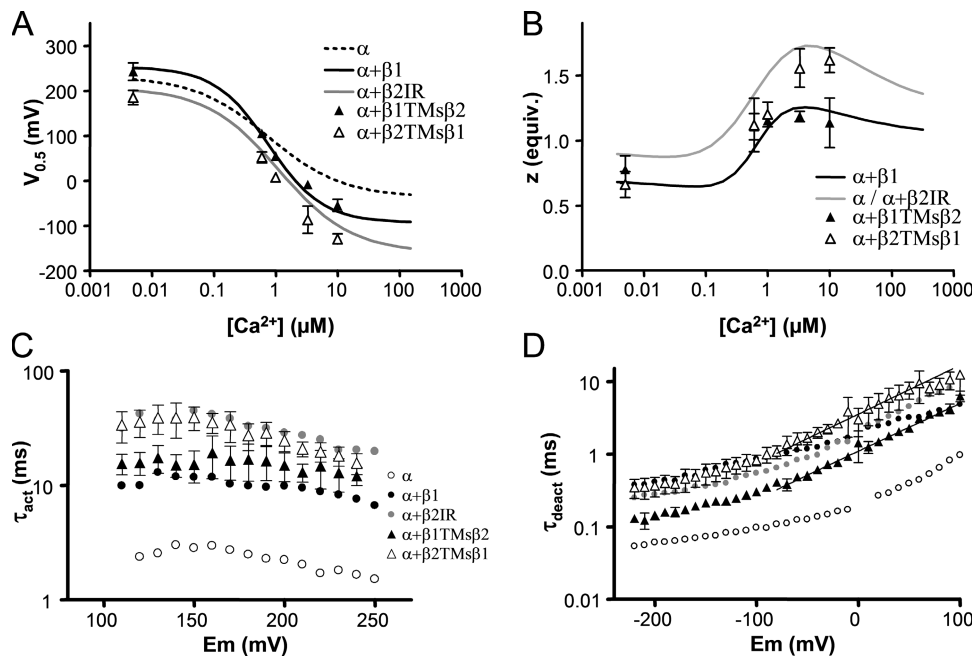 A
300
200
100
0
-100
-200
V0.5 (mV)
0.001 0.01 0.1 1 10 100 1000
[Ca²⁺] (µM)
α
α+β1
α+β2IR
α+β1TMsβ2
α+β2TMsβ1
B
2.0
1.5
1.0
0.5
0.0
z (equiv.)
0.001 0.01 0.1 1 10 100 1000
[Ca²⁺] (µM)
α+β1
α / α+β2IR
α+β1TMsβ2
α+β2TMsβ1
C
100
10
1
τact (ms)
100 150 200 250
Em (mV)
α
α+β1
α+β2IR
α+β1TMsβ2
α+β2TMsβ1
D
10
1
0.1
0.01
τdeact (ms)
-200 -100 0 100
Em (mV)